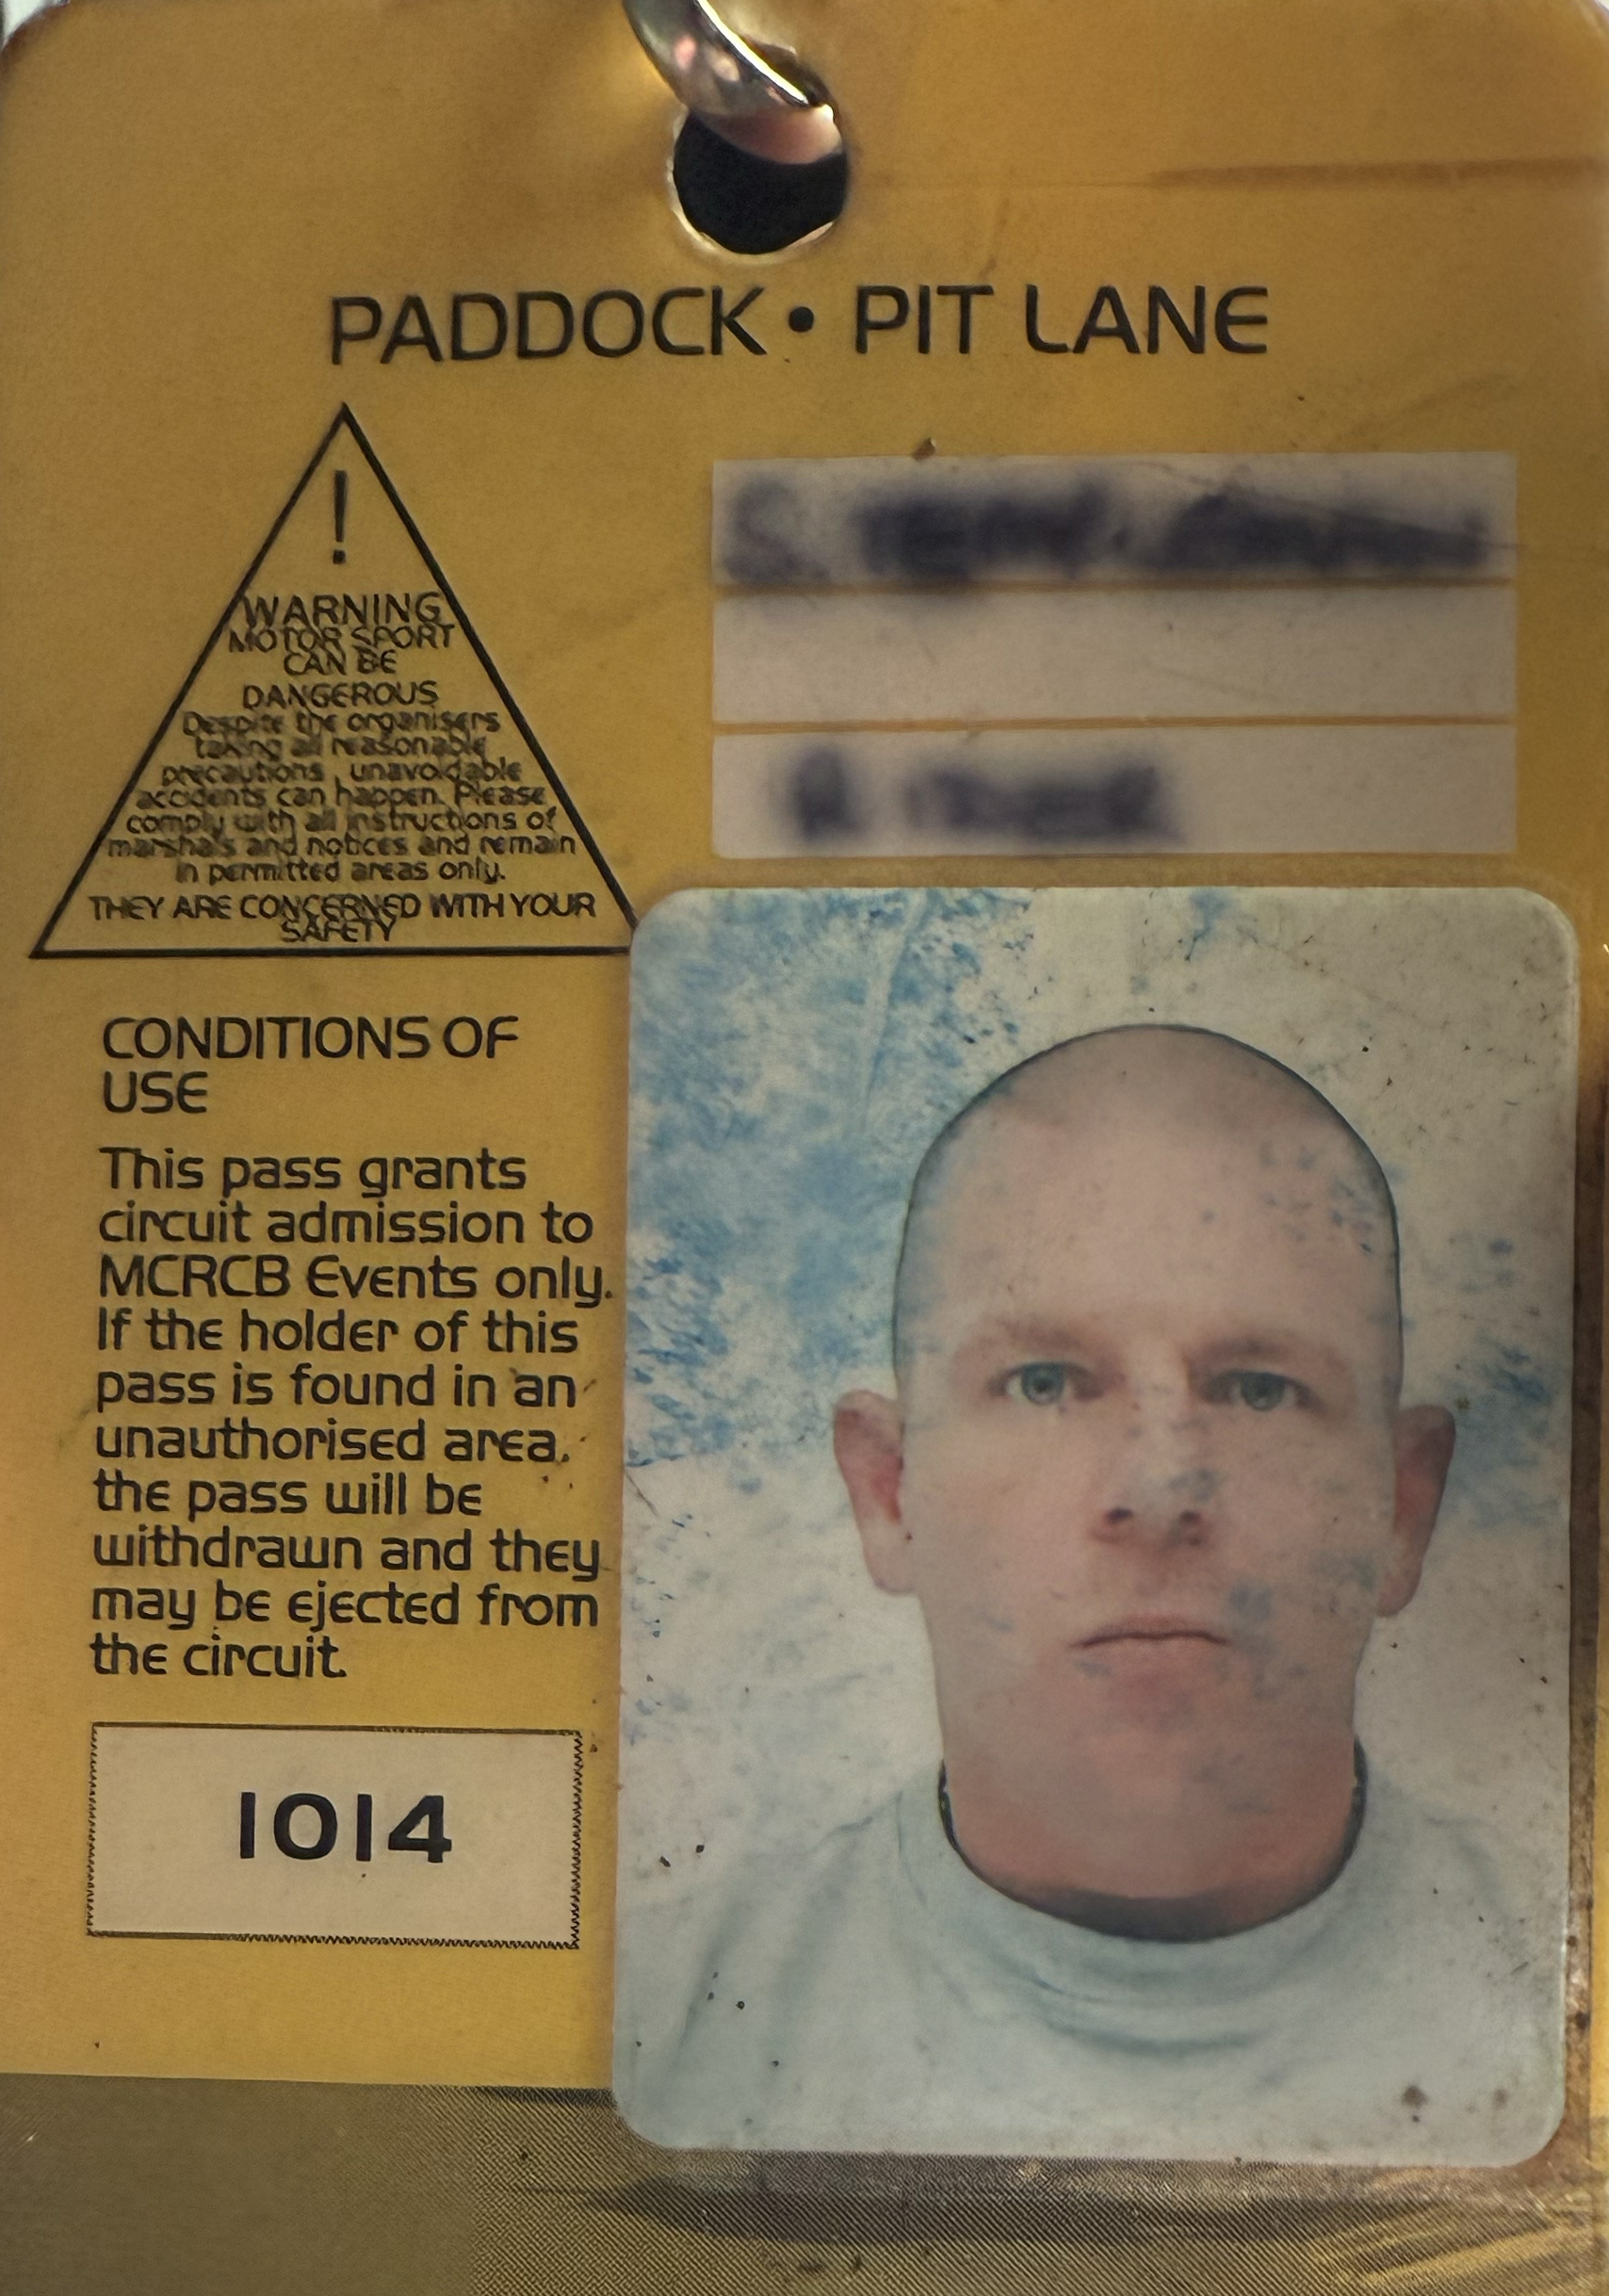 PADDOCK • PIT LANE
!
WARNING
MOTOR SPORT
CAN BE
DANGEROUS
Despite the organisers
taking all reasonable
precautions, unavoidable
accidents can happen. Please
comply with all instructions of
marshals and notices and remain
in permitted areas only.
THEY ARE CONCERNED WITH YOUR
SAFETY
CONDITIONS OF
USE
This pass grants
circuit admission to
MCRCB Events only.
If the holder of this
pass is found in an
unauthorised area,
the pass will be
withdrawn and they
may be ejected from
the circuit.
1014